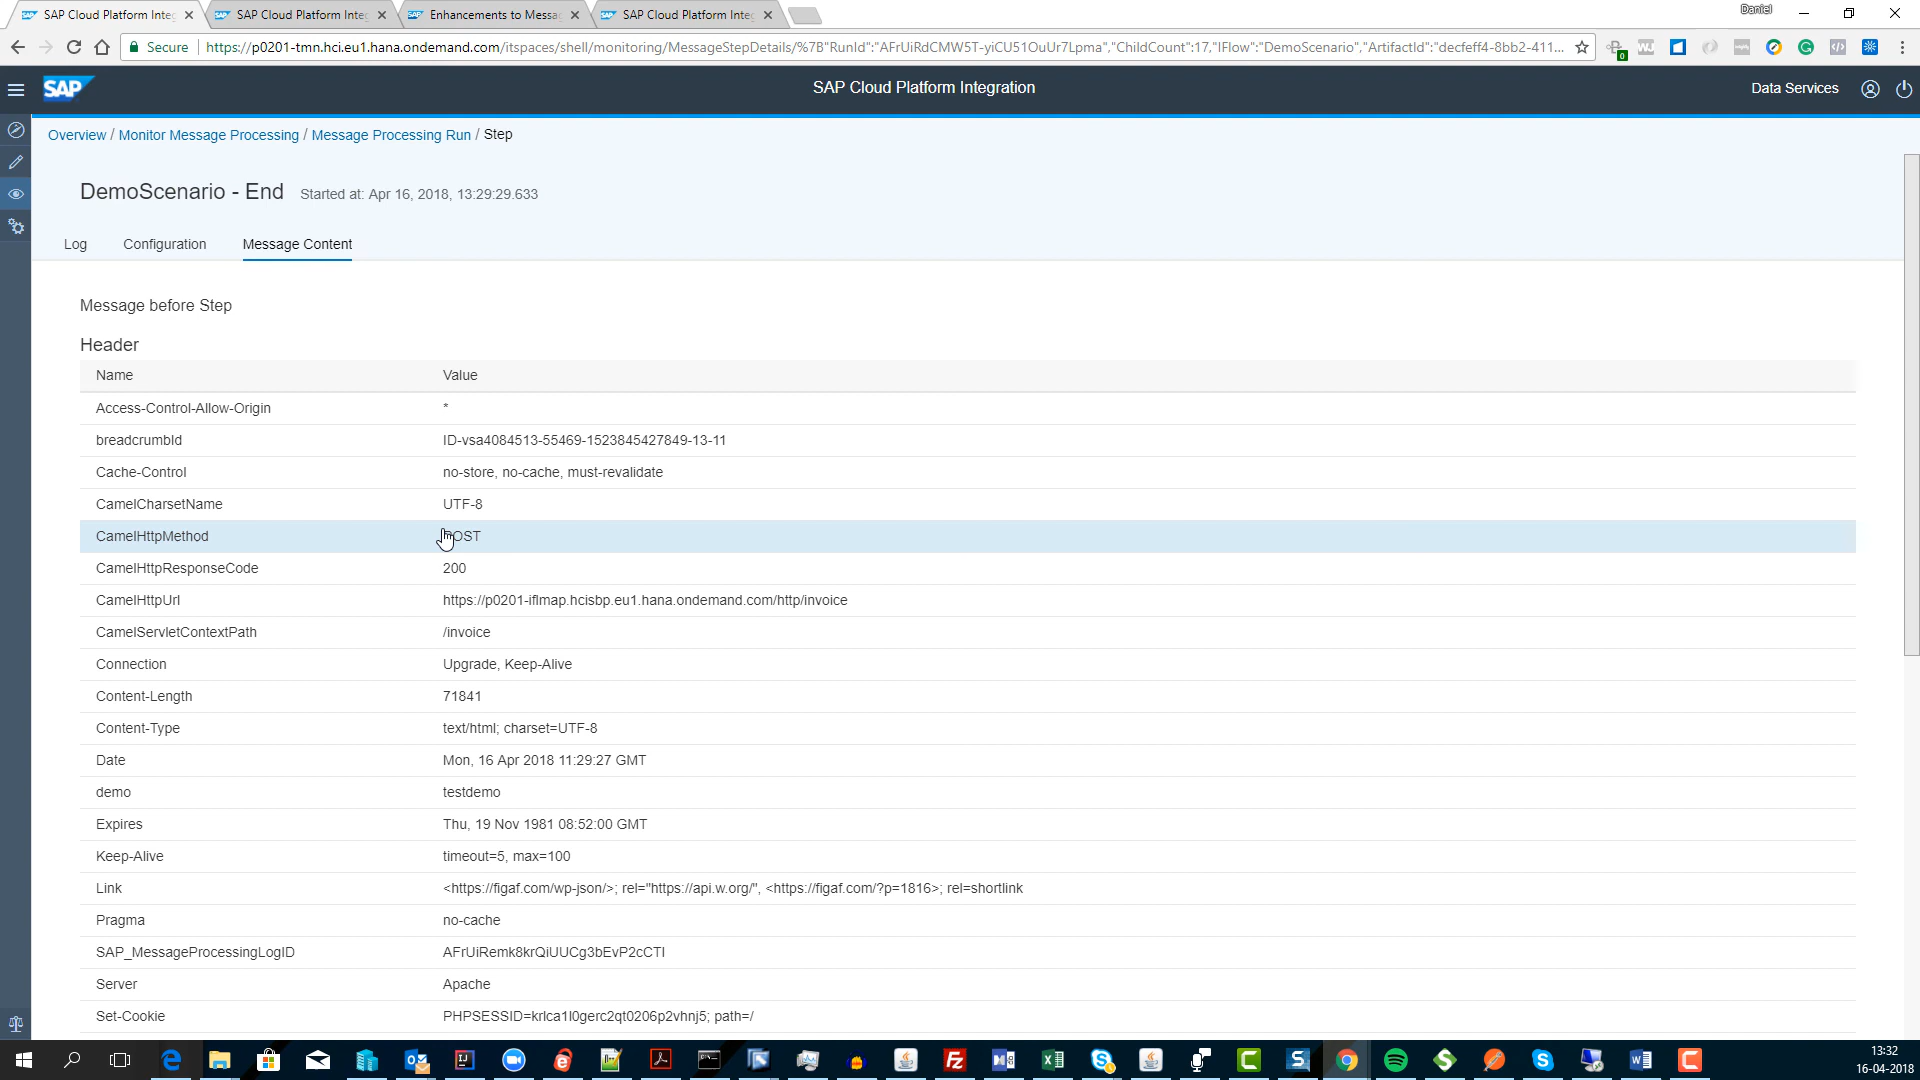 SAP Cloud Platform Integ
SAP Cloud Platform Integ
Enhancements to Messa
SAP Cloud Platform Integ
Daniel
Secure
https://p0201-tmn.hci.eu1.hana.ondemand.com/itspaces/shell/monitoring/MessageStepDetails/%7B"RunId":"AFrUiRdCMW5T-yiCU51OuUr7Lpma","ChildCount":17,"IFlow":"DemoScenario","ArtifactId":"decfeff4-8bb2-411...
0
SAP
SAP Cloud Platform Integration
Data Services
Overview / Monitor Message Processing / Message Processing Run / Step
DemoScenario - End Started at: Apr 16, 2018, 13:29:29.633
Log Configuration Message Content
Message before Step
Header
Name Value
Access-Control-Allow-Origin *
breadcrumbId ID-vsa4084513-55469-1523845427849-13-11
Cache-Control no-store, no-cache, must-revalidate
CamelCharsetName UTF-8
CamelHttpMethod POST
CamelHttpResponseCode 200
CamelHttpUrl https://p0201-iflmap.hcisbp.eu1.hana.ondemand.com/http/invoice
CamelServletContextPath /invoice
Connection Upgrade, Keep-Alive
Content-Length 71841
Content-Type text/html; charset=UTF-8
Date Mon, 16 Apr 2018 11:29:27 GMT
demo testdemo
Expires Thu, 19 Nov 1981 08:52:00 GMT
Keep-Alive timeout=5, max=100
Link <https://figaf.com/wp-json/>; rel="https://api.w.org/", <https://figaf.com/?p=1816>; rel=shortlink
Pragma no-cache
SAP_MessageProcessingLogID AFrUiRemk8krQiUUCg3bEvP2cCTI
Server Apache
Set-Cookie PHPSESSID=krlca1l0gerc2qt0206p2vhnj5; path=/
13:32
16-04-2018